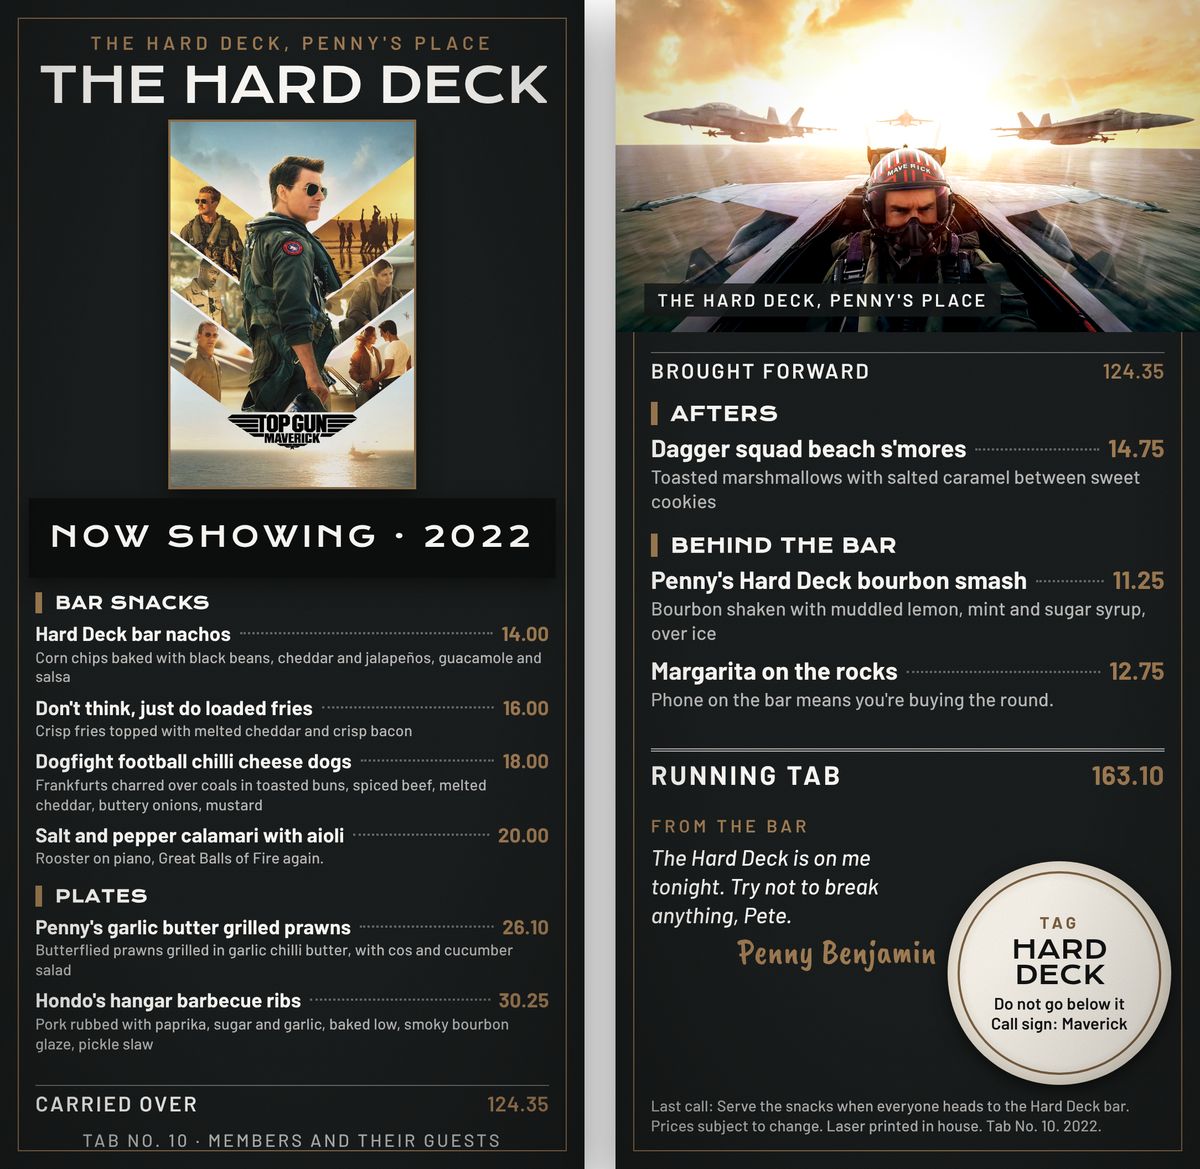 THE HARD DECK, PENNY'S PLACE
THE HARD DECK
TOP GUN
MAVERICK
NOW SHOWING · 2022
BAR SNACKS
Hard Deck bar nachos 14.00
Corn chips baked with black beans, cheddar and jalapeños, guacamole and
salsa
Don't think, just do loaded fries 16.00
Crisp fries topped with melted cheddar and crisp bacon
Dogfight football chilli cheese dogs 18.00
Frankfurts charred over coals in toasted buns, spiced beef, melted
cheddar, buttery onions, mustard
Salt and pepper calamari with aioli 20.00
Rooster on piano, Great Balls of Fire again.
PLATES
Penny's garlic butter grilled prawns 26.10
Butterflied prawns grilled in garlic chilli butter, with cos and cucumber
salad
Hondo's hangar barbecue ribs 30.25
Pork rubbed with paprika, sugar and garlic, baked low, smoky bourbon
glaze, pickle slaw
CARRIED OVER 124.35
TAB NO. 10 · MEMBERS AND THEIR GUESTS
MAVERICK
THE HARD DECK, PENNY'S PLACE
BROUGHT FORWARD 124.35
AFTERS
Dagger squad beach s'mores 14.75
Toasted marshmallows with salted caramel between sweet
cookies
BEHIND THE BAR
Penny's Hard Deck bourbon smash 11.25
Bourbon shaken with muddled lemon, mint and sugar syrup,
over ice
Margarita on the rocks 12.75
Phone on the bar means you're buying the round.
RUNNING TAB 163.10
FROM THE BAR
The Hard Deck is on me
tonight. Try not to break
anything, Pete.
Penny Benjamin
TAG
HARD
DECK
Do not go below it
Call sign: Maverick
Last call: Serve the snacks when everyone heads to the Hard Deck bar.
Prices subject to change. Laser printed in house. Tab No. 10. 2022.